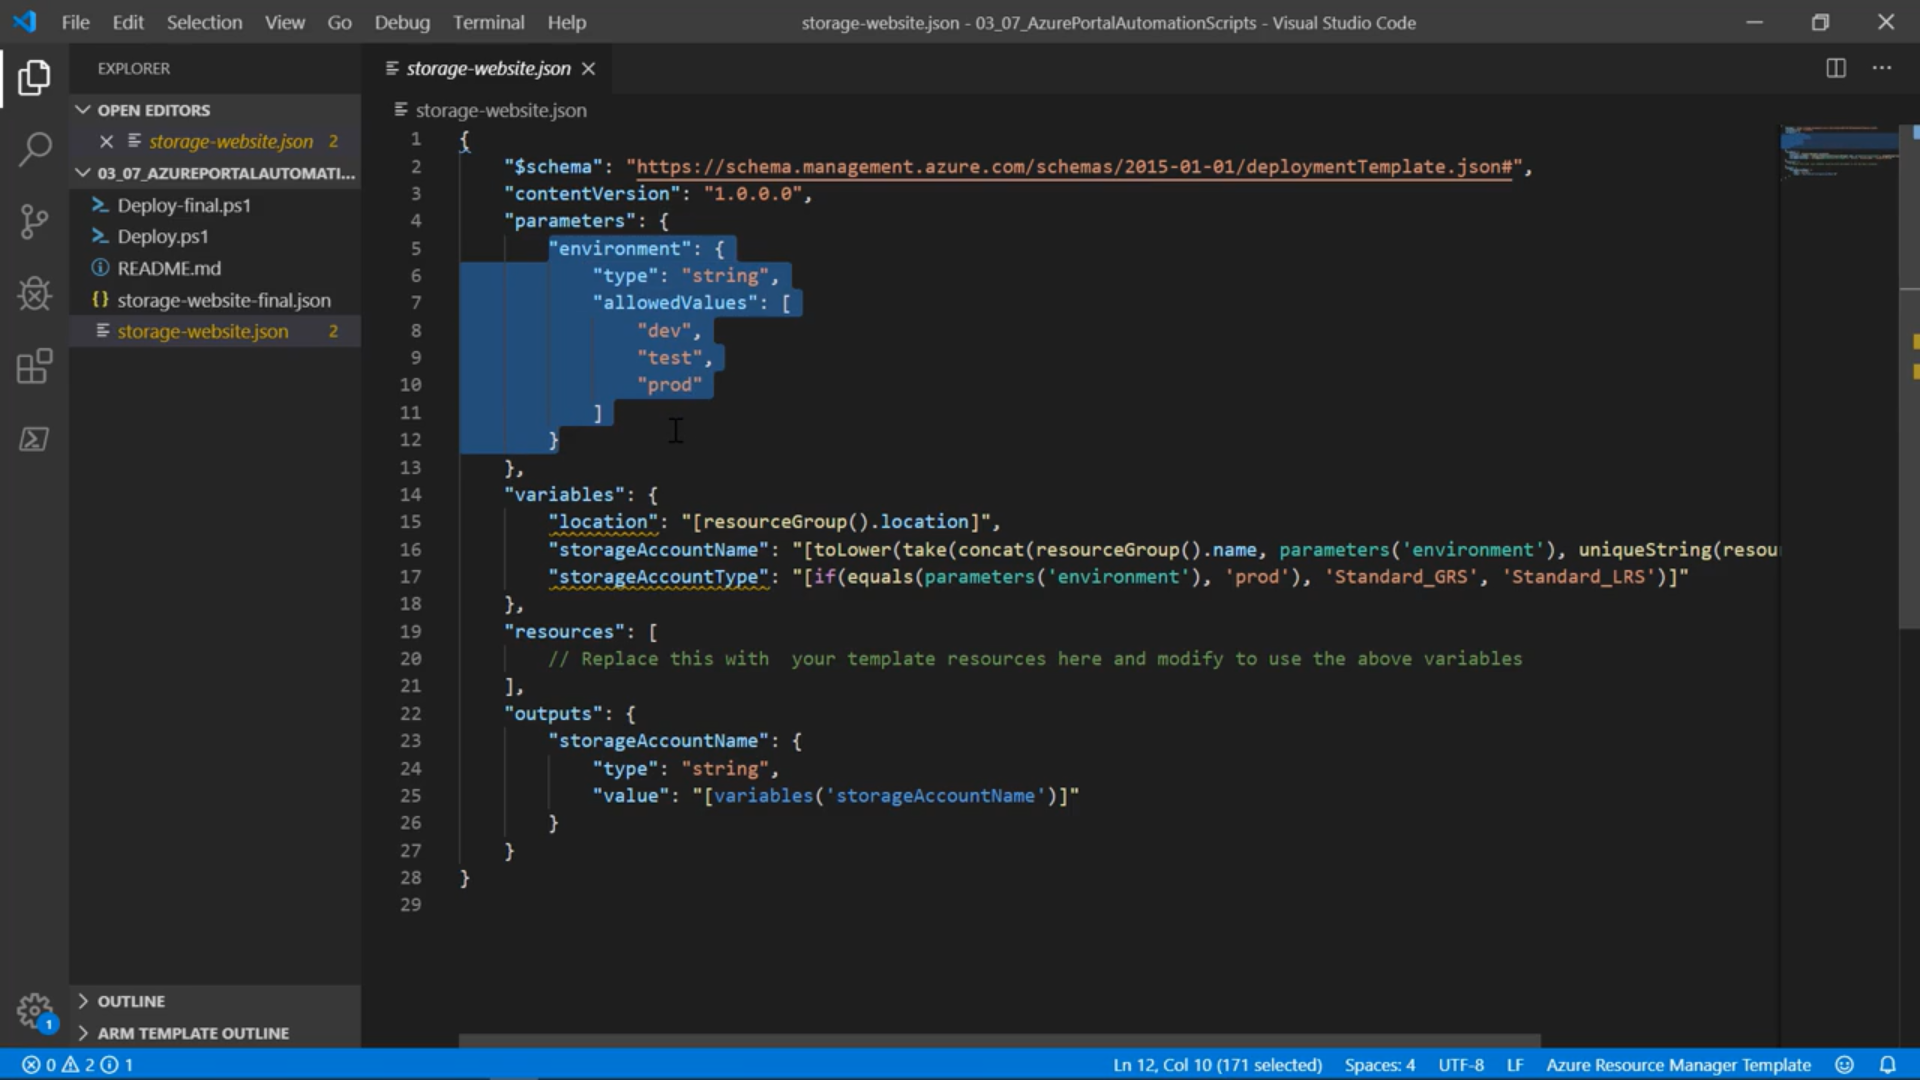 File Edit Selection View Go Debug Terminal Help storage-website.json - 03_07_AzurePortalAutomationScripts - Visual Studio Code
EXPLORER
OPEN EDITORS
storage-website.json 2
03_07_AZUREPORTALAUTOMATI...
Deploy-final.ps1
Deploy.ps1
README.md
storage-website-final.json
storage-website.json 2
OUTLINE
ARM TEMPLATE OUTLINE
1
storage-website.json
storage-website.json
1 {
2 "$schema": "https://schema.management.azure.com/schemas/2015-01-01/deploymentTemplate.json#",
3 "contentVersion": "1.0.0.0",
4 "parameters": {
5 "environment": {
6 "type": "string",
7 "allowedValues": [
8 "dev",
9 "test",
10 "prod"
11 ]
12 }
13 },
14 "variables": {
15 "location": "[resourceGroup().location]",
16 "storageAccountName": "[toLower(take(concat(resourceGroup().name, parameters('environment'), uniqueString(resou
17 "storageAccountType": "[if(equals(parameters('environment'), 'prod'), 'Standard_GRS', 'Standard_LRS')]"
18 },
19 "resources": [
20 // Replace this with  your template resources here and modify to use the above variables
21 ],
22 "outputs": {
23 "storageAccountName": {
24 "type": "string",
25 "value": "[variables('storageAccountName')]"
26 }
27 }
28 }
29
0 2 1 Ln 12, Col 10 (171 selected) Spaces: 4 UTF-8 LF Azure Resource Manager Template